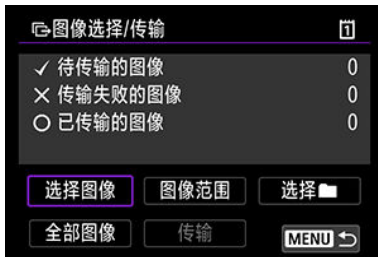 图像选择/传输 1
待传输的图像 0
传输失败的图像 0
已传输的图像 0
选择图像 图像范围 选择
全部图像 传输 MENU